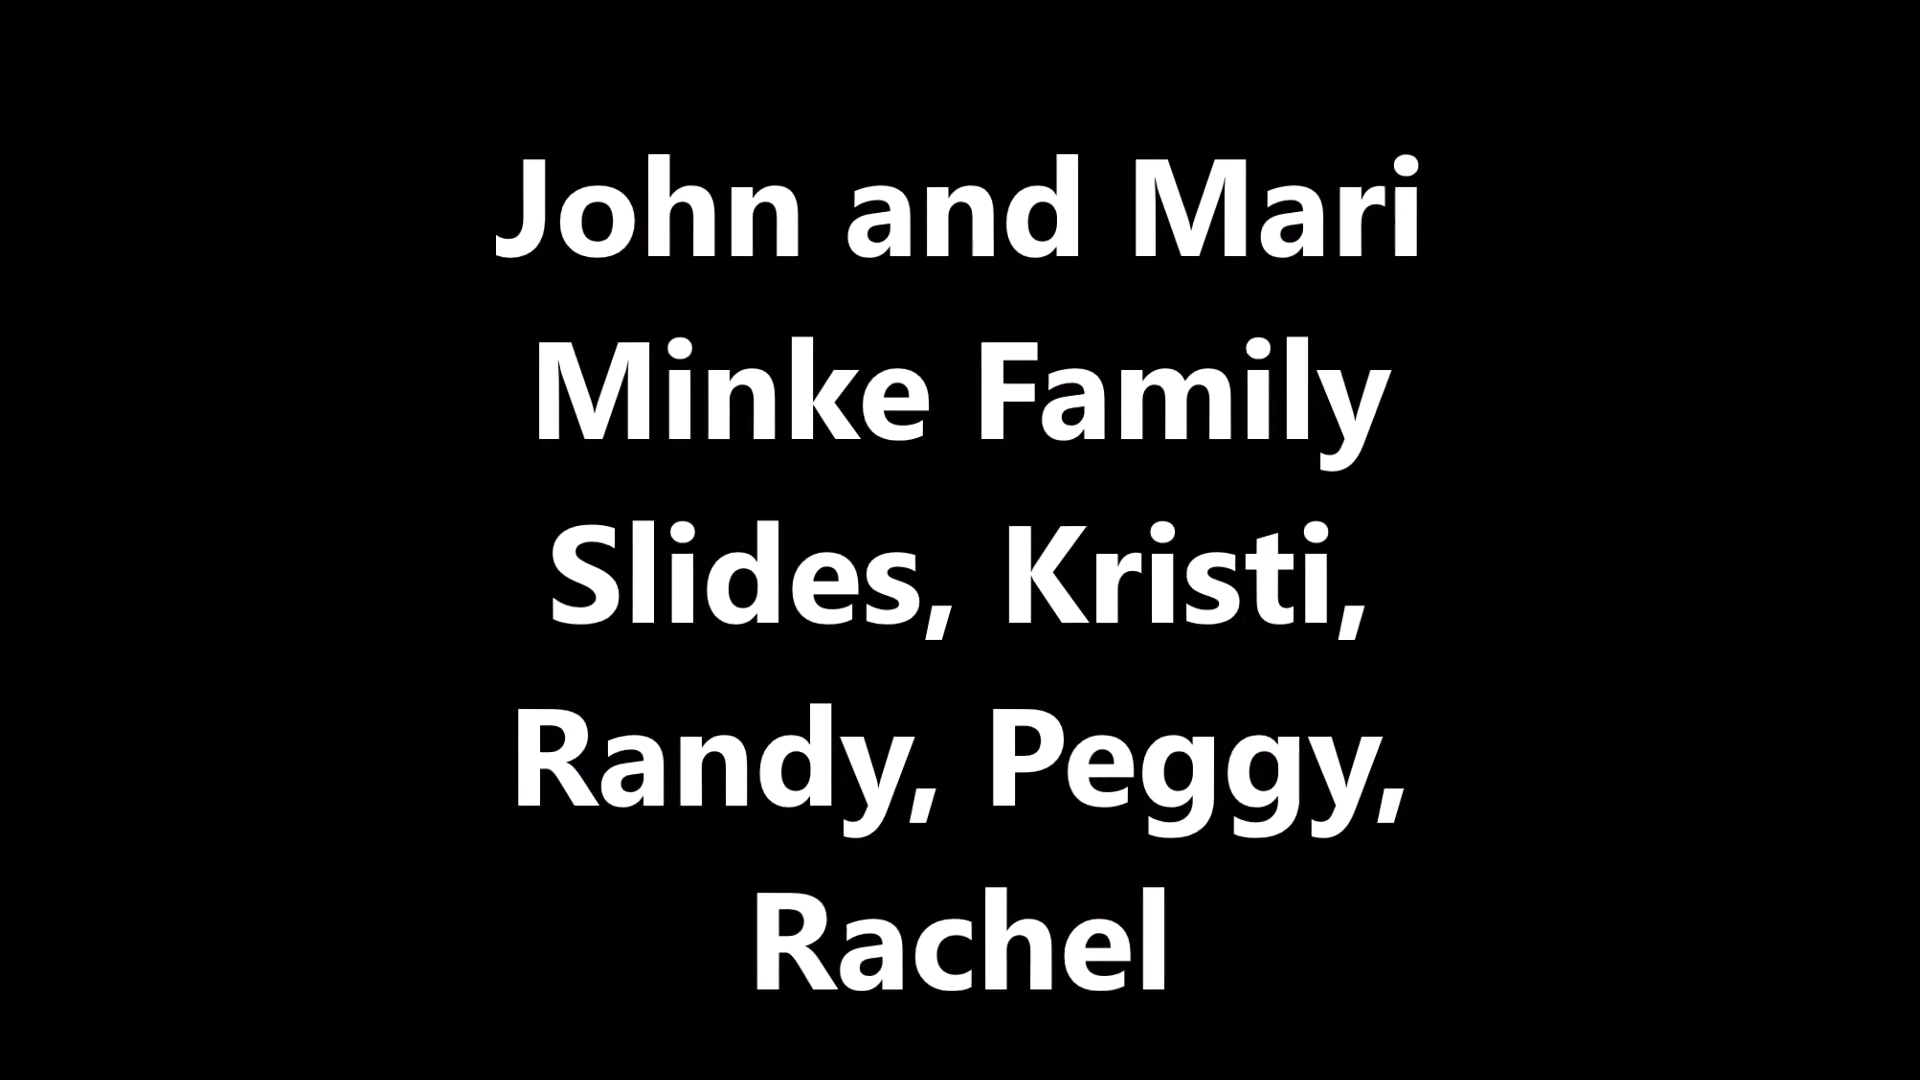 John and Mari
Minke Family
Slides, Kristi,
Randy, Peggy,
Rachel